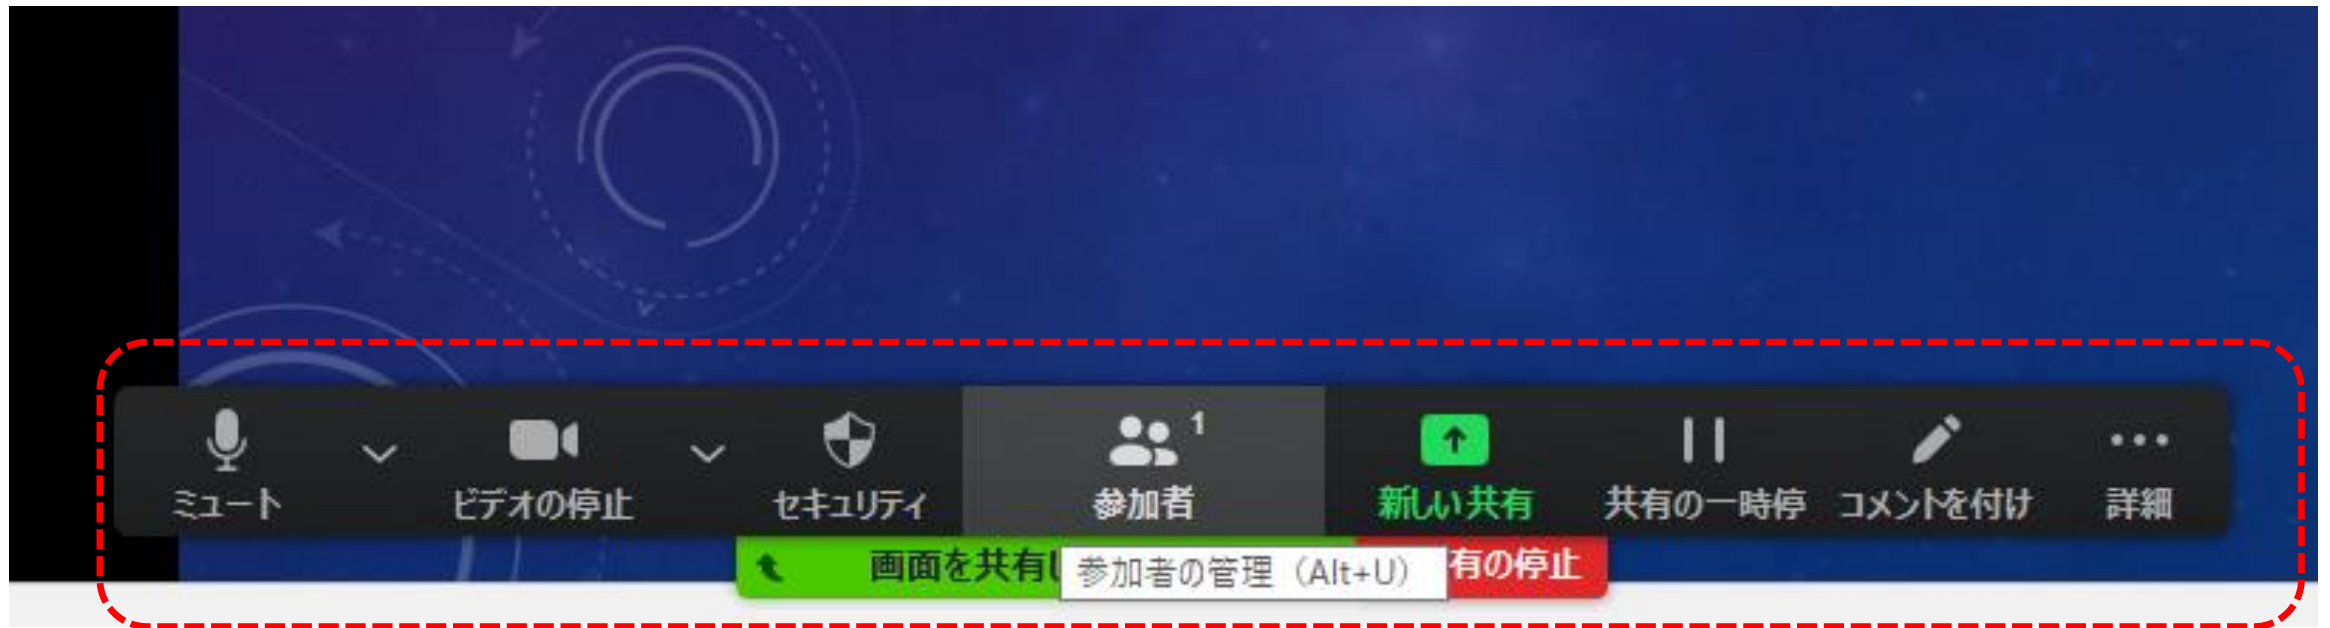 1
ミュート
ビデオの停止
セキュリティ
参加者
新しい共有
共有の一時停
コメントを付け
詳細
画面を共有し
参加者の管理（Alt+U）
有の停止